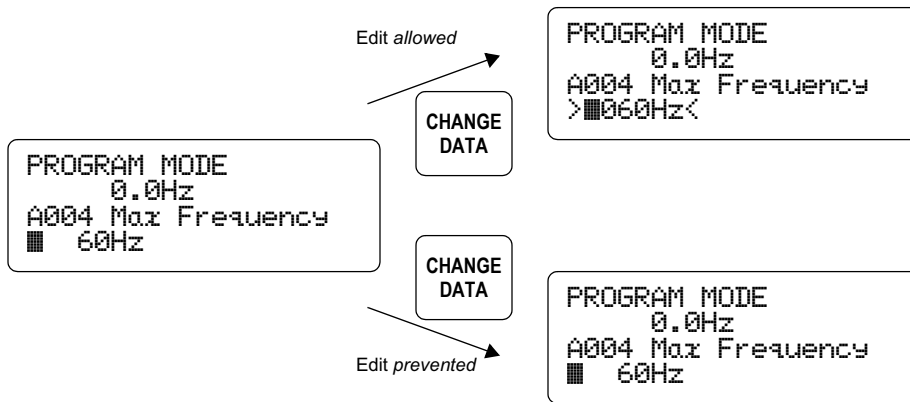 Edit allowed
PROGRAM MODE
0.0Hz
A004 Max Frequency
>█060Hz<
CHANGE
DATA
PROGRAM MODE
0.0Hz
A004 Max Frequency
█ 60Hz
CHANGE
DATA
Edit prevented
PROGRAM MODE
0.0Hz
A004 Max Frequency
█ 60Hz